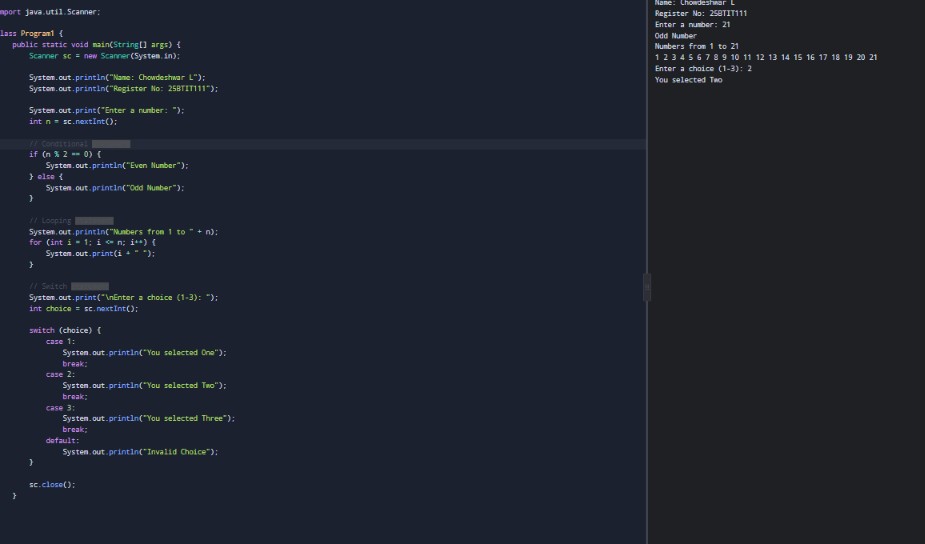 mport java.util.Scanner;
lass Program1 {
public static void main(String[] args) {
Scanner sc = new Scanner(System.in);
System.out.println("Name: Chowdeshwar L");
System.out.println("Register No: 25BTIT111");
System.out.print("Enter a number: ");
int n = sc.nextInt();
// Conditional
if (n % 2 == 0) {
System.out.println("Even Number");
} else {
System.out.println("Odd Number");
}
// Looping
System.out.println("Numbers from 1 to " + n);
for (int i = 1; i <= n; i++) {
System.out.print(i + " ");
}
// Switch
System.out.print("\nEnter a choice (1-3): ");
int choice = sc.nextInt();
switch (choice) {
case 1:
System.out.println("You selected One");
break;
case 2:
System.out.println("You selected Two");
break;
case 3:
System.out.println("You selected Three");
break;
default:
System.out.println("Invalid Choice");
}
sc.close();
}
Name: Chowdeshwar L
Register No: 25BTIT111
Enter a number: 21
Odd Number
Numbers from 1 to 21
1 2 3 4 5 6 7 8 9 10 11 12 13 14 15 16 17 18 19 20 21
Enter a choice (1-3): 2
You selected Two